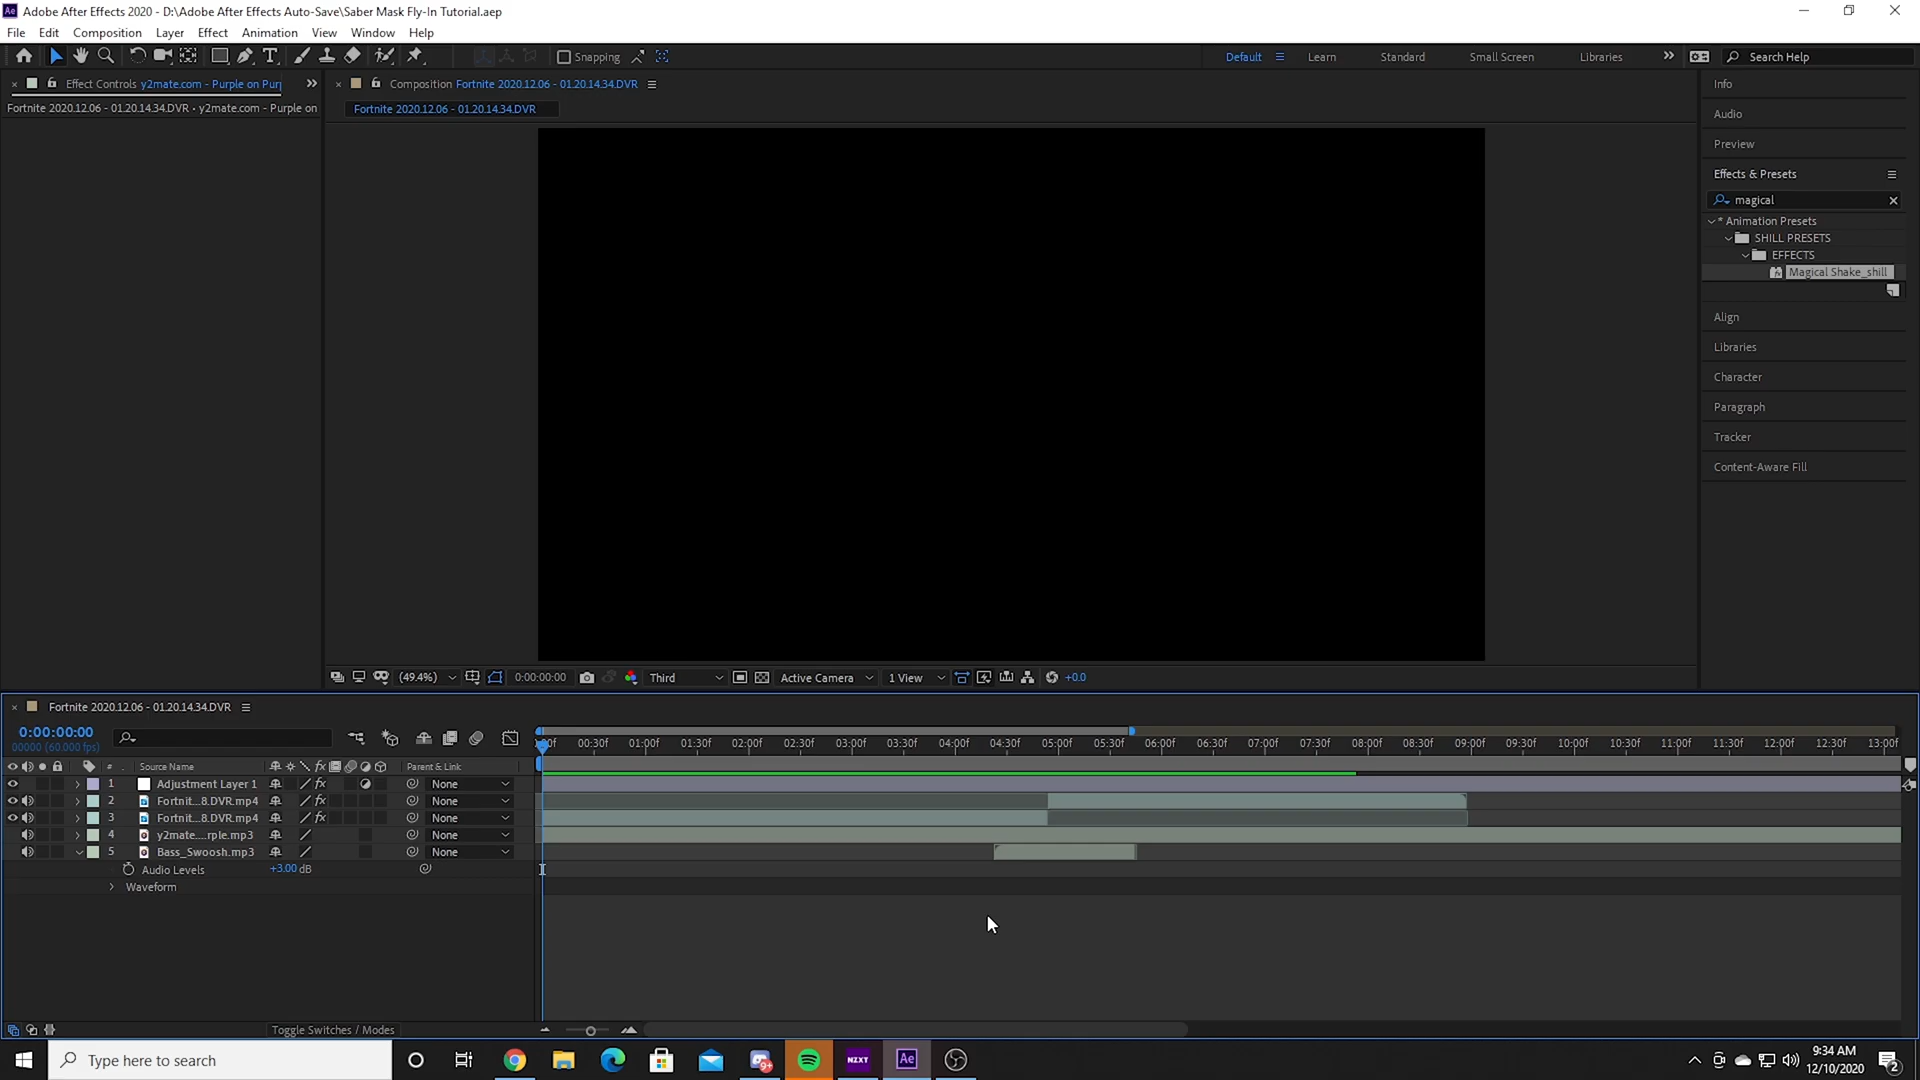 Ae Adobe After Effects 2020 - D:\Adobe After Effects Auto-Save\Saber Mask Fly-In Tutorial.aep
File Edit Composition Layer Effect Animation View Window Help
Snapping Default Learn Standard Small Screen Libraries Search Help
Effect Controls y2mate.com - Purple on Pur
Composition Fortnite 2020.12.06 - 01.20.14.34.DVR
Info
Fortnite 2020.12.06 - 01.20.14.34.DVR • y2mate.com - Purple on
Fortnite 2020.12.06 - 01.20.14.34.DVR
Audio
Preview
Effects & Presets
magical
* Animation Presets
SHILL PRESETS
EFFECTS
Magical Shake_shill
Align
Libraries
Character
Paragraph
Tracker
Content-Aware Fill
(49.4%) 0:00:00:00 Third Active Camera 1 View +0.0
Fortnite 2020.12.06 - 01.20.14.34.DVR
0:00:00:00
00000 (60.000 fps)
00:30f 01:00f 01:30f 02:00f 02:30f 03:00f 03:30f 04:00f 04:30f 05:00f 05:30f 06:00f 06:30f 07:00f 07:30f 08:00f 08:30f 09:00f 09:30f 10:00f 10:30f 11:00f 11:30f 12:00f 12:30f 13:00f
# Source Name fx Parent & Link
1 Adjustment Layer 1 fx None
2 Fortnit...8.DVR.mp4 fx None
3 Fortnit...8.DVR.mp4 fx None
4 y2mate....rple.mp3 None
5 Bass_Swoosh.mp3 None
Audio Levels +3.00 dB
Waveform
Toggle Switches / Modes
Type here to search
NZXT Ae
9:34 AM
12/10/2020
2